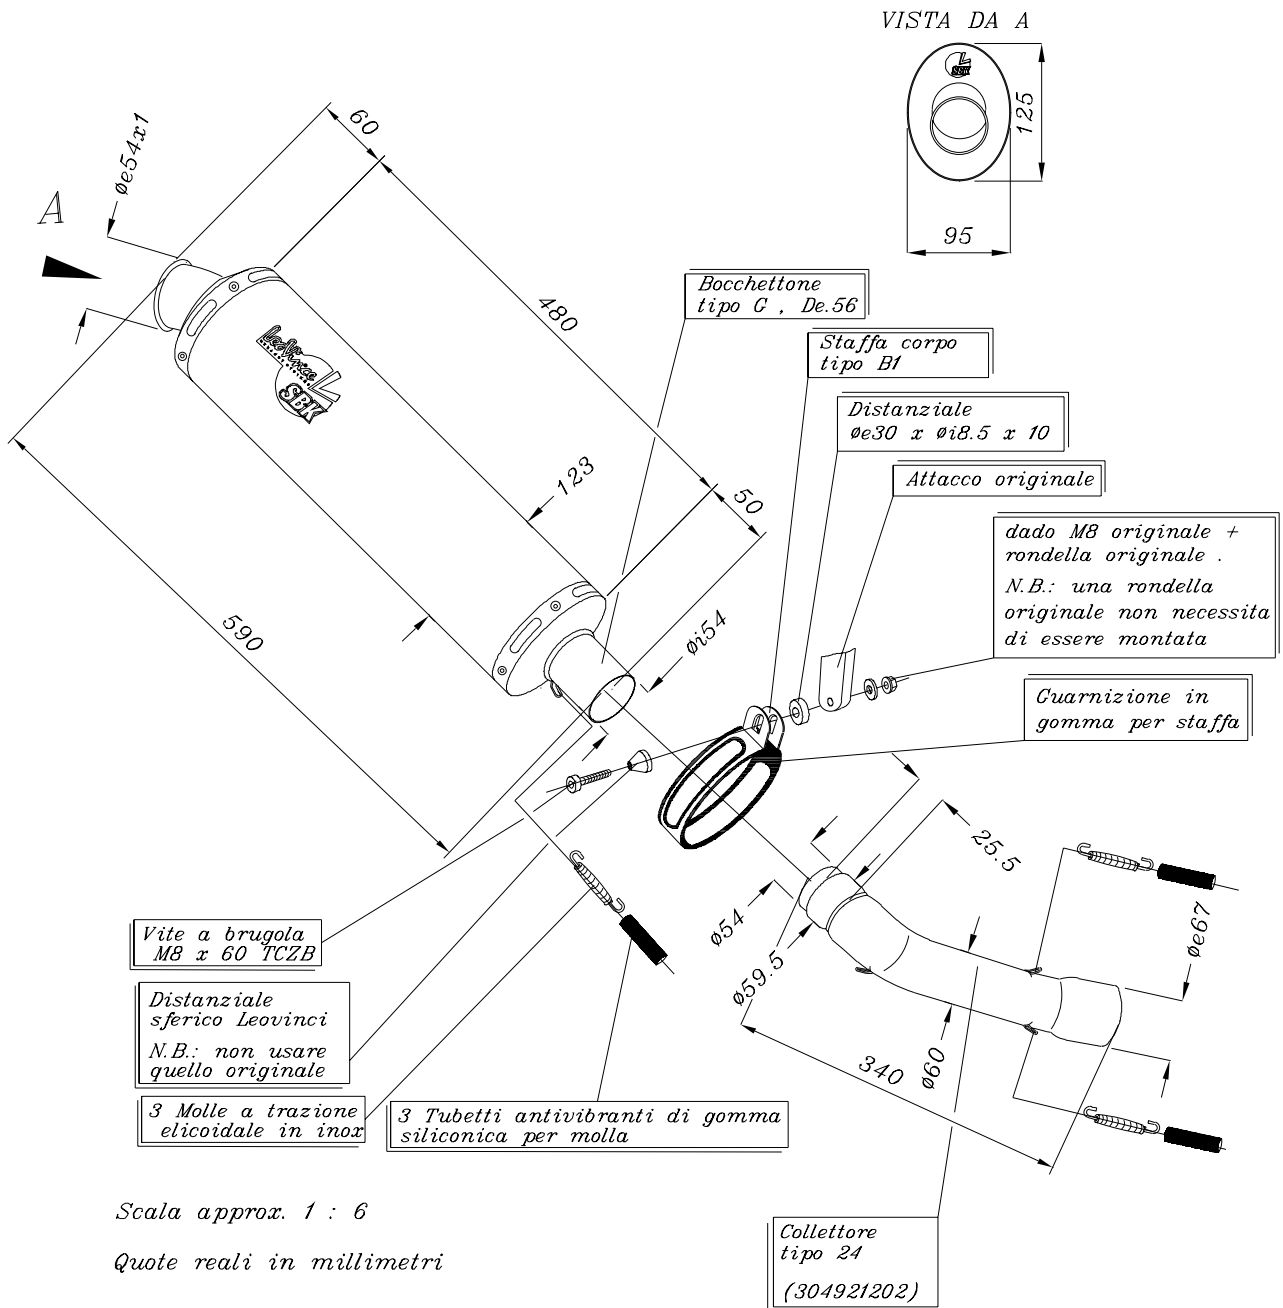 VISTA DA A
SBK
125
95
60
øe54x1
A
480
Bocchettone
tipo G , De.56
Staffa corpo
tipo B1
Distanziale
øe30 x øi8.5 x 10
Attacco originale
dado M8 originale +
rondella originale .
N.B.: una rondella
originale non necessita
di essere montata
Guarnizione in
gomma per staffa
LeoVince
SBK
123
50
590
øi54
25.5
ø54
ø59.5
øe67
ø60
340
Vite a brugola
M8 x 60 TCZB
Distanziale
sferico Leovinci
N.B.: non usare
quello originale
3 Molle a trazione
elicoidale in inox
3 Tubetti antivibranti di gomma
siliconica per molla
Scala approx. 1 : 6
Quote reali in millimetri
Collettore
tipo 24
(304921202)